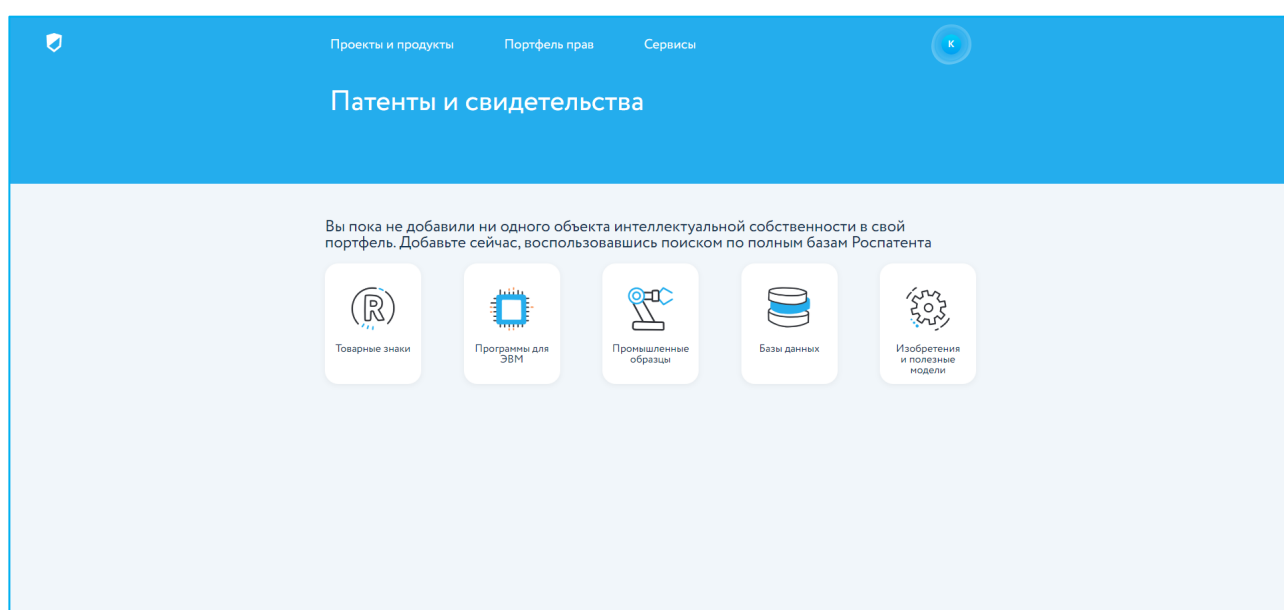 Проекты и продукты Портфель прав Сервисы К
Патенты и свидетельства
Вы пока не добавили ни одного объекта интеллектуальной собственности в свой
портфель. Добавьте сейчас, воспользовавшись поиском по полным базам Роспатента
R
Товарные знаки
Программы для
ЭВМ
Промышленные
образцы
Базы данных
Изобретения
и полезные
модели